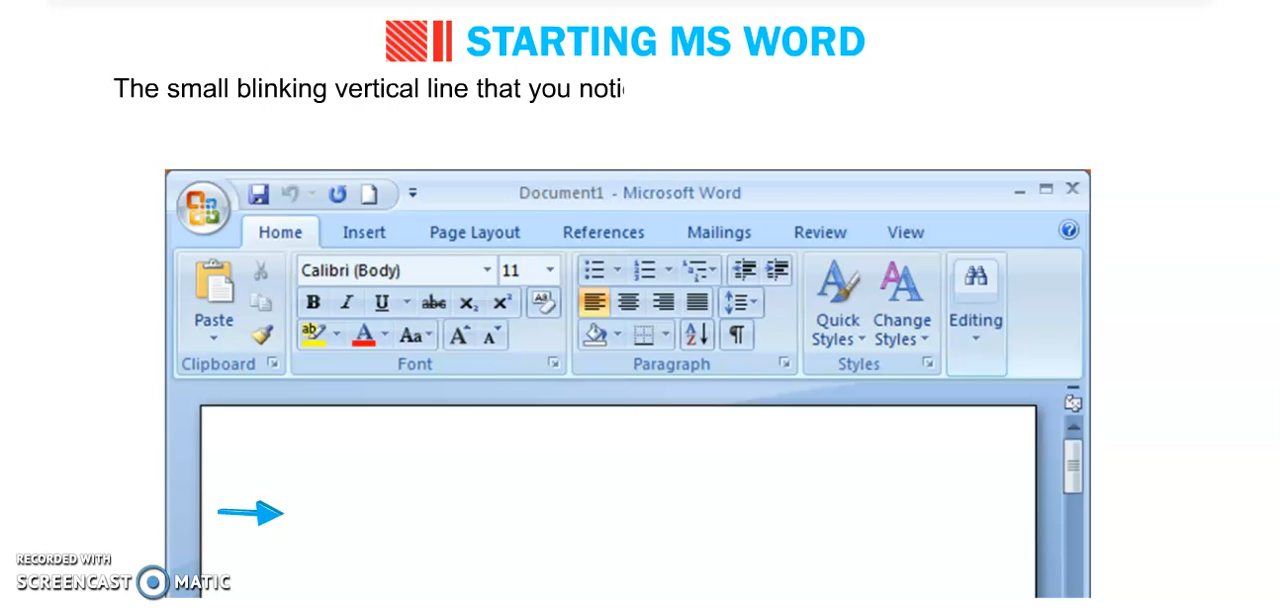 STARTING MS WORD
The small blinking vertical line that you noti
Document1 - Microsoft Word
Home Insert Page Layout References Mailings Review View
Calibri (Body) 11
B I U abc x₂ x²
Paste
ab A Aa A A
A Z ¶
Quick Styles
Change Styles
Editing
Clipboard Font Paragraph Styles
RECORDED WITH
SCREENCAST MATIC